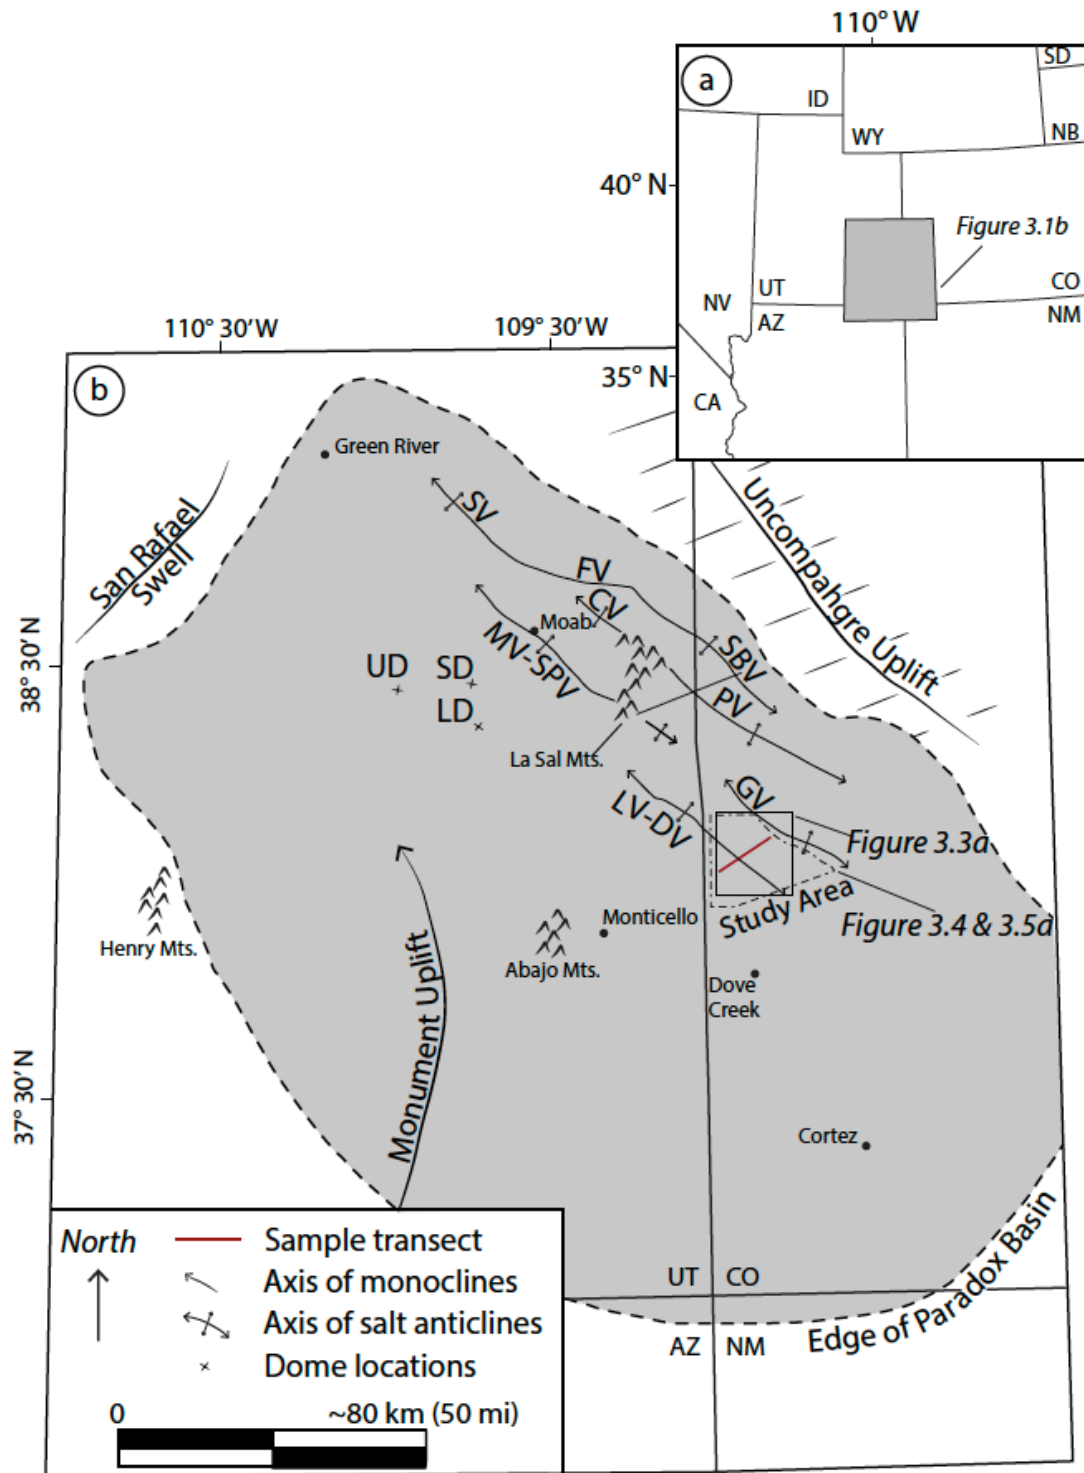 110° W
a
SD
ID
WY
NB
40° N
Figure 3.1b
UT
CO
NV
AZ
NM
35° N
CA
110° 30' W
109° 30' W
b
Green River
San Rafael
Swell
SV
FV
CV
Moab
MV-SPV
SBV
PV
Uncompahgre Uplift
38° 30' N
UD
SD
LD
La Sal Mts.
LV-DV
GV
Figure 3.3a
Study Area
Figure 3.4 & 3.5a
Henry Mts.
Monument Uplift
Abajo Mts.
Monticello
Dove
Creek
37° 30' N
Cortez
UT
CO
AZ
NM
Edge of Paradox Basin
North
Sample transect
Axis of monoclines
Axis of salt anticlines
Dome locations
0
~80 km (50 mi)